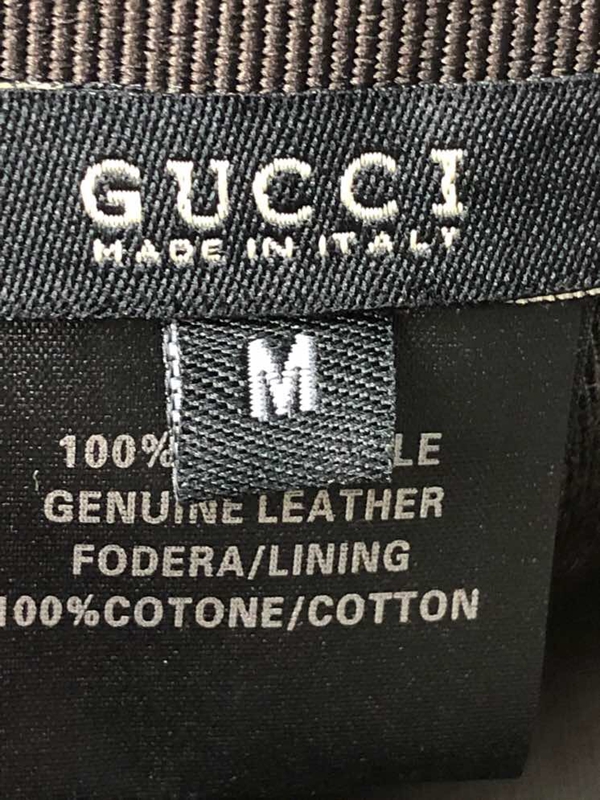 GUCCI
MADE IN ITALY
M
100%
GENUINE LEATHER
FODERA/LINING
100%COTONE/COTTON